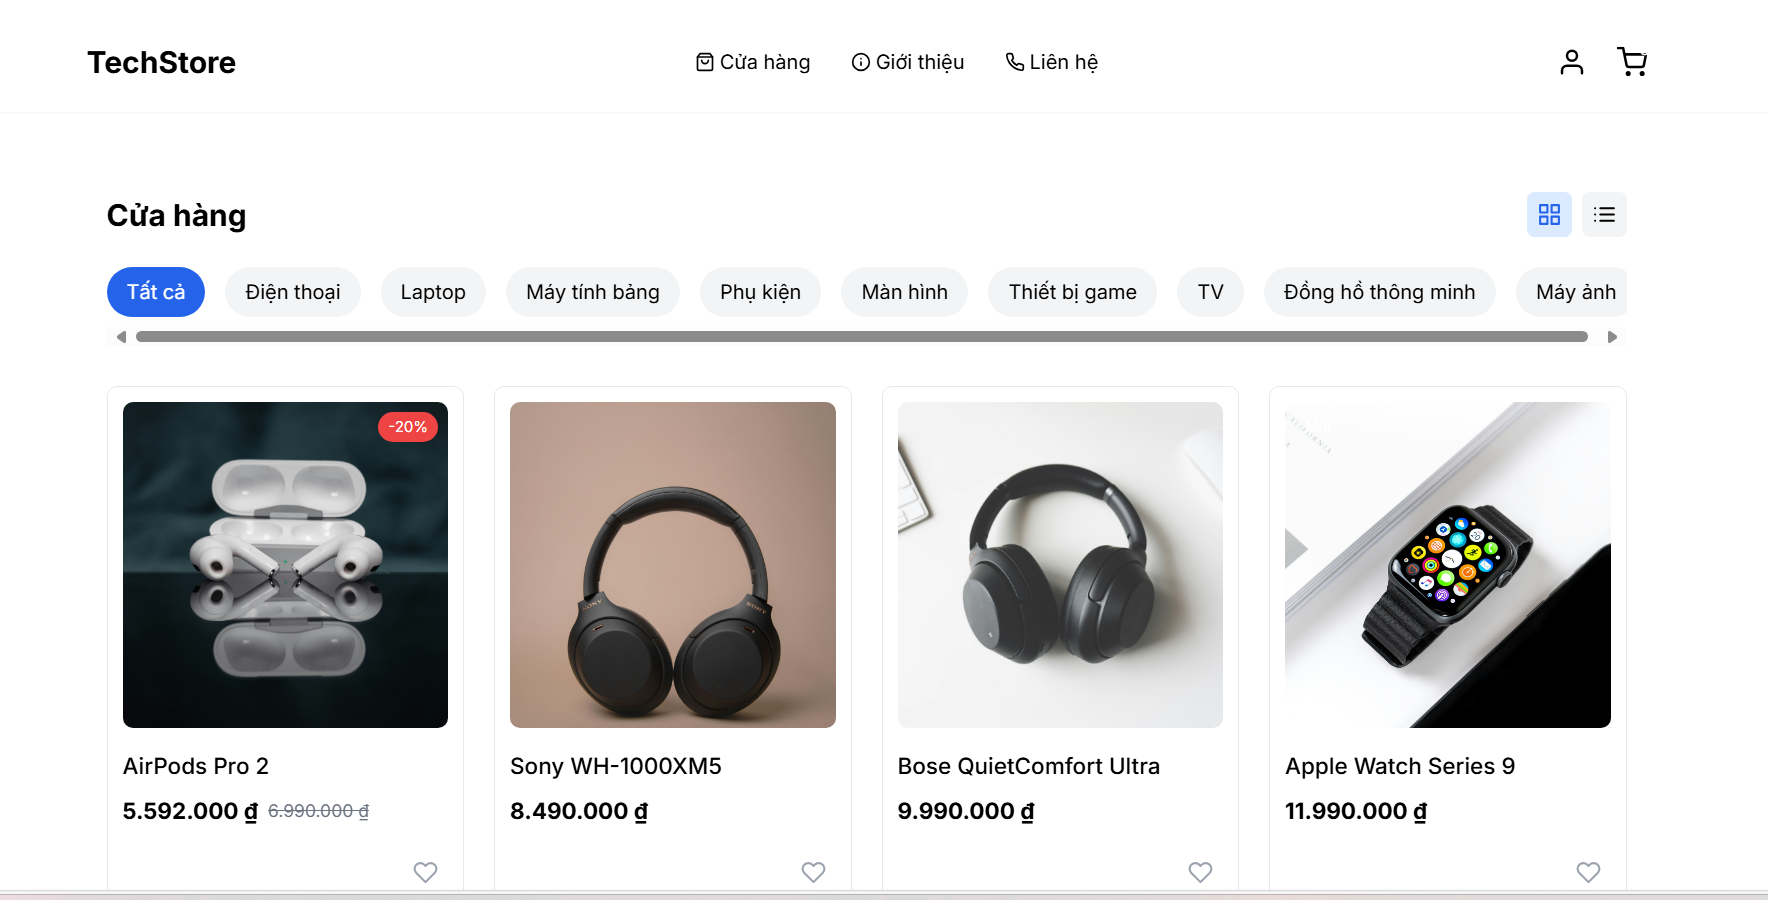 TechStore
Cửa hàng
Giới thiệu
Liên hệ
Cửa hàng
Tất cả
Điện thoại
Laptop
Máy tính bảng
Phụ kiện
Màn hình
Thiết bị game
TV
Đồng hồ thông minh
Máy ảnh
-20%
SONY
SONY
CALIFORNIA
AirPods Pro 2
Sony WH-1000XM5
Bose QuietComfort Ultra
Apple Watch Series 9
5.592.000 ₫ 6.990.000 ₫
8.490.000 ₫
9.990.000 ₫
11.990.000 ₫